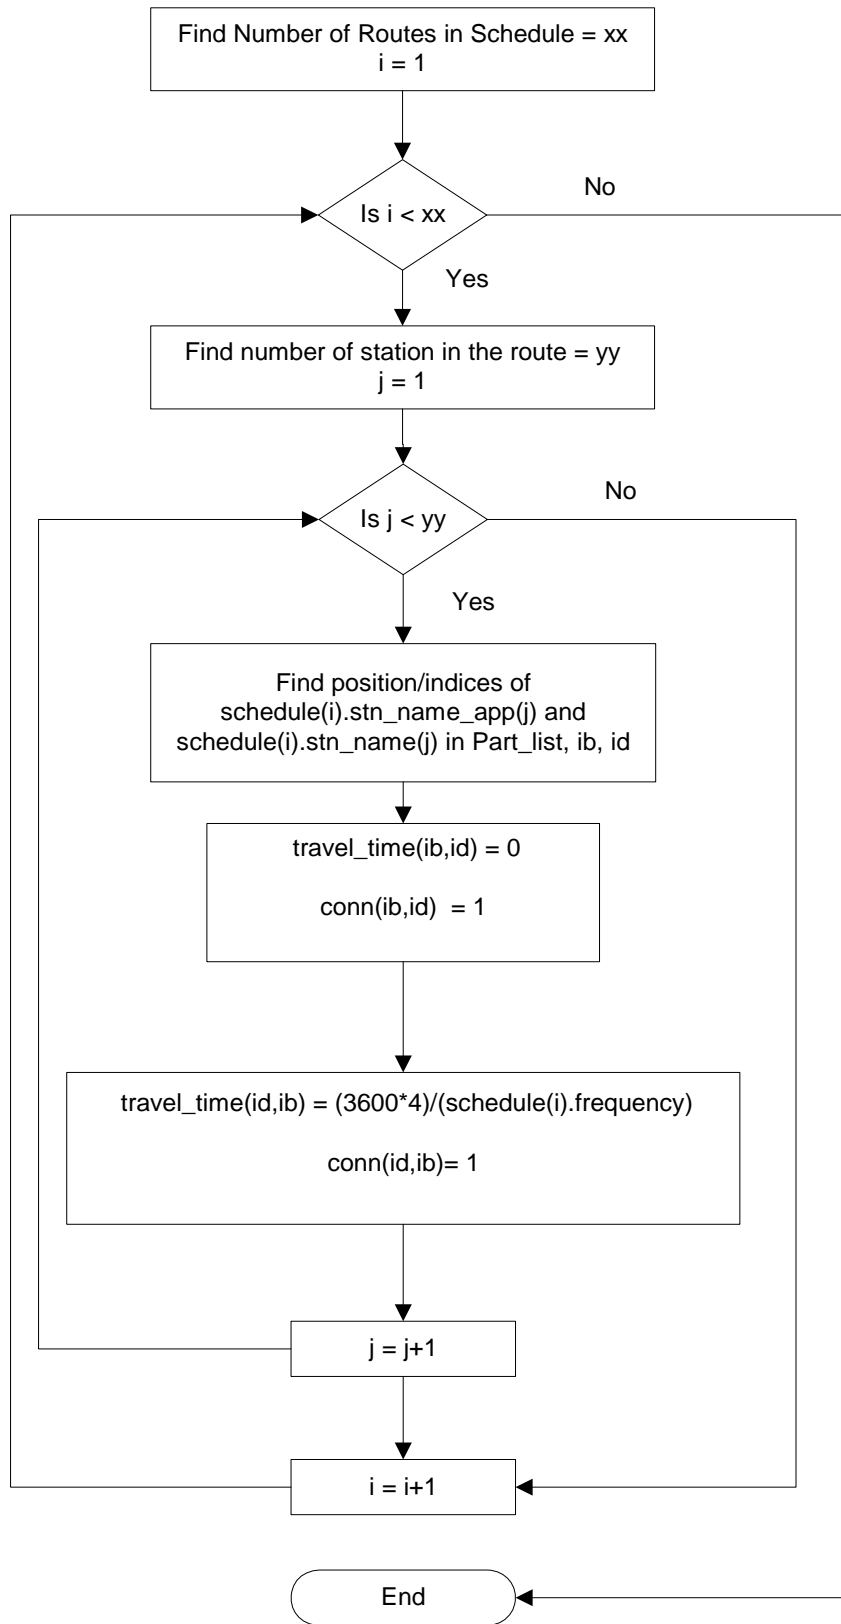 Find Number of Routes in Schedule = xx
i = 1
No
Is i < xx
Yes
Find number of station in the route = yy
j = 1
No
Is j < yy
Yes
Find position/indices of
schedule(i).stn_name_app(j) and
schedule(i).stn_name(j) in Part_list, ib, id
travel_time(ib,id) = 0
conn(ib,id)  = 1
travel_time(id,ib) = (3600*4)/(schedule(i).frequency)
conn(id,ib)= 1
j = j+1
i = i+1
End